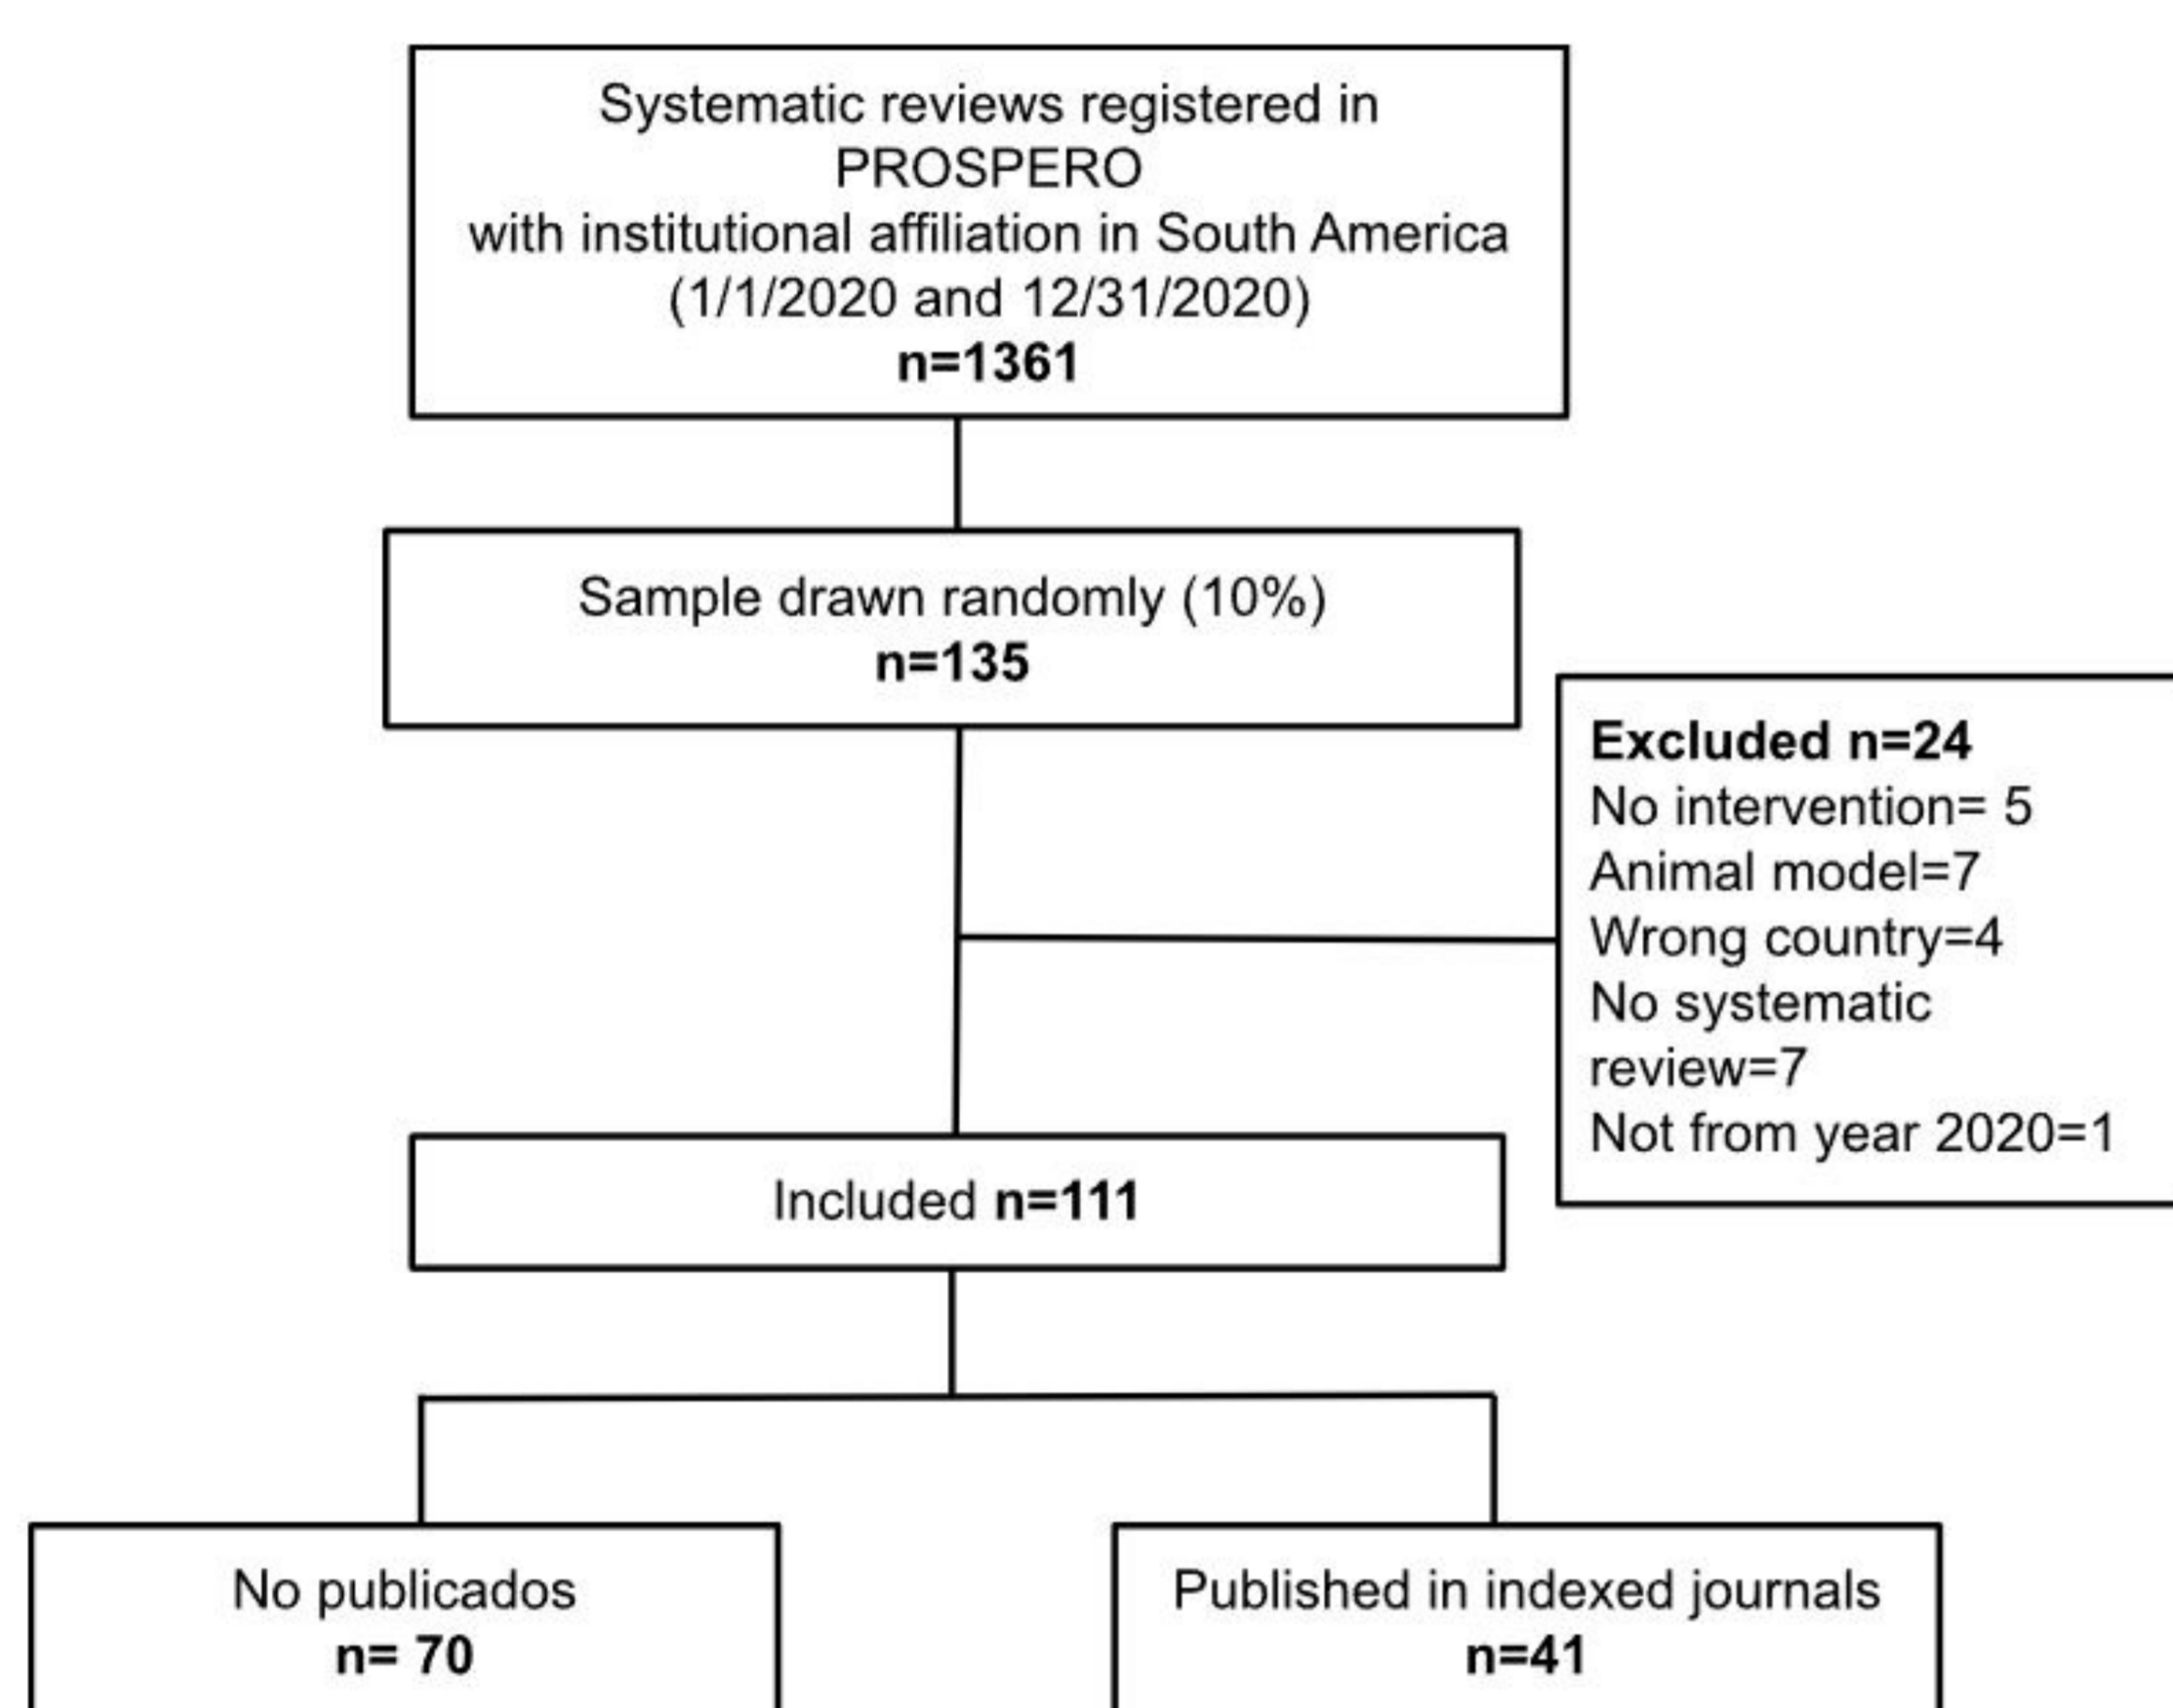 Systematic reviews registered in
PROSPERO
with institutional affiliation in South America
(1/1/2020 and 12/31/2020)
n=1361
Sample drawn randomly (10%)
n=135
Excluded n=24
No intervention= 5
Animal model=7
Wrong country=4
No systematic
review=7
Not from year 2020=1
Included n=111
No publicados
n= 70
Published in indexed journals
n=41